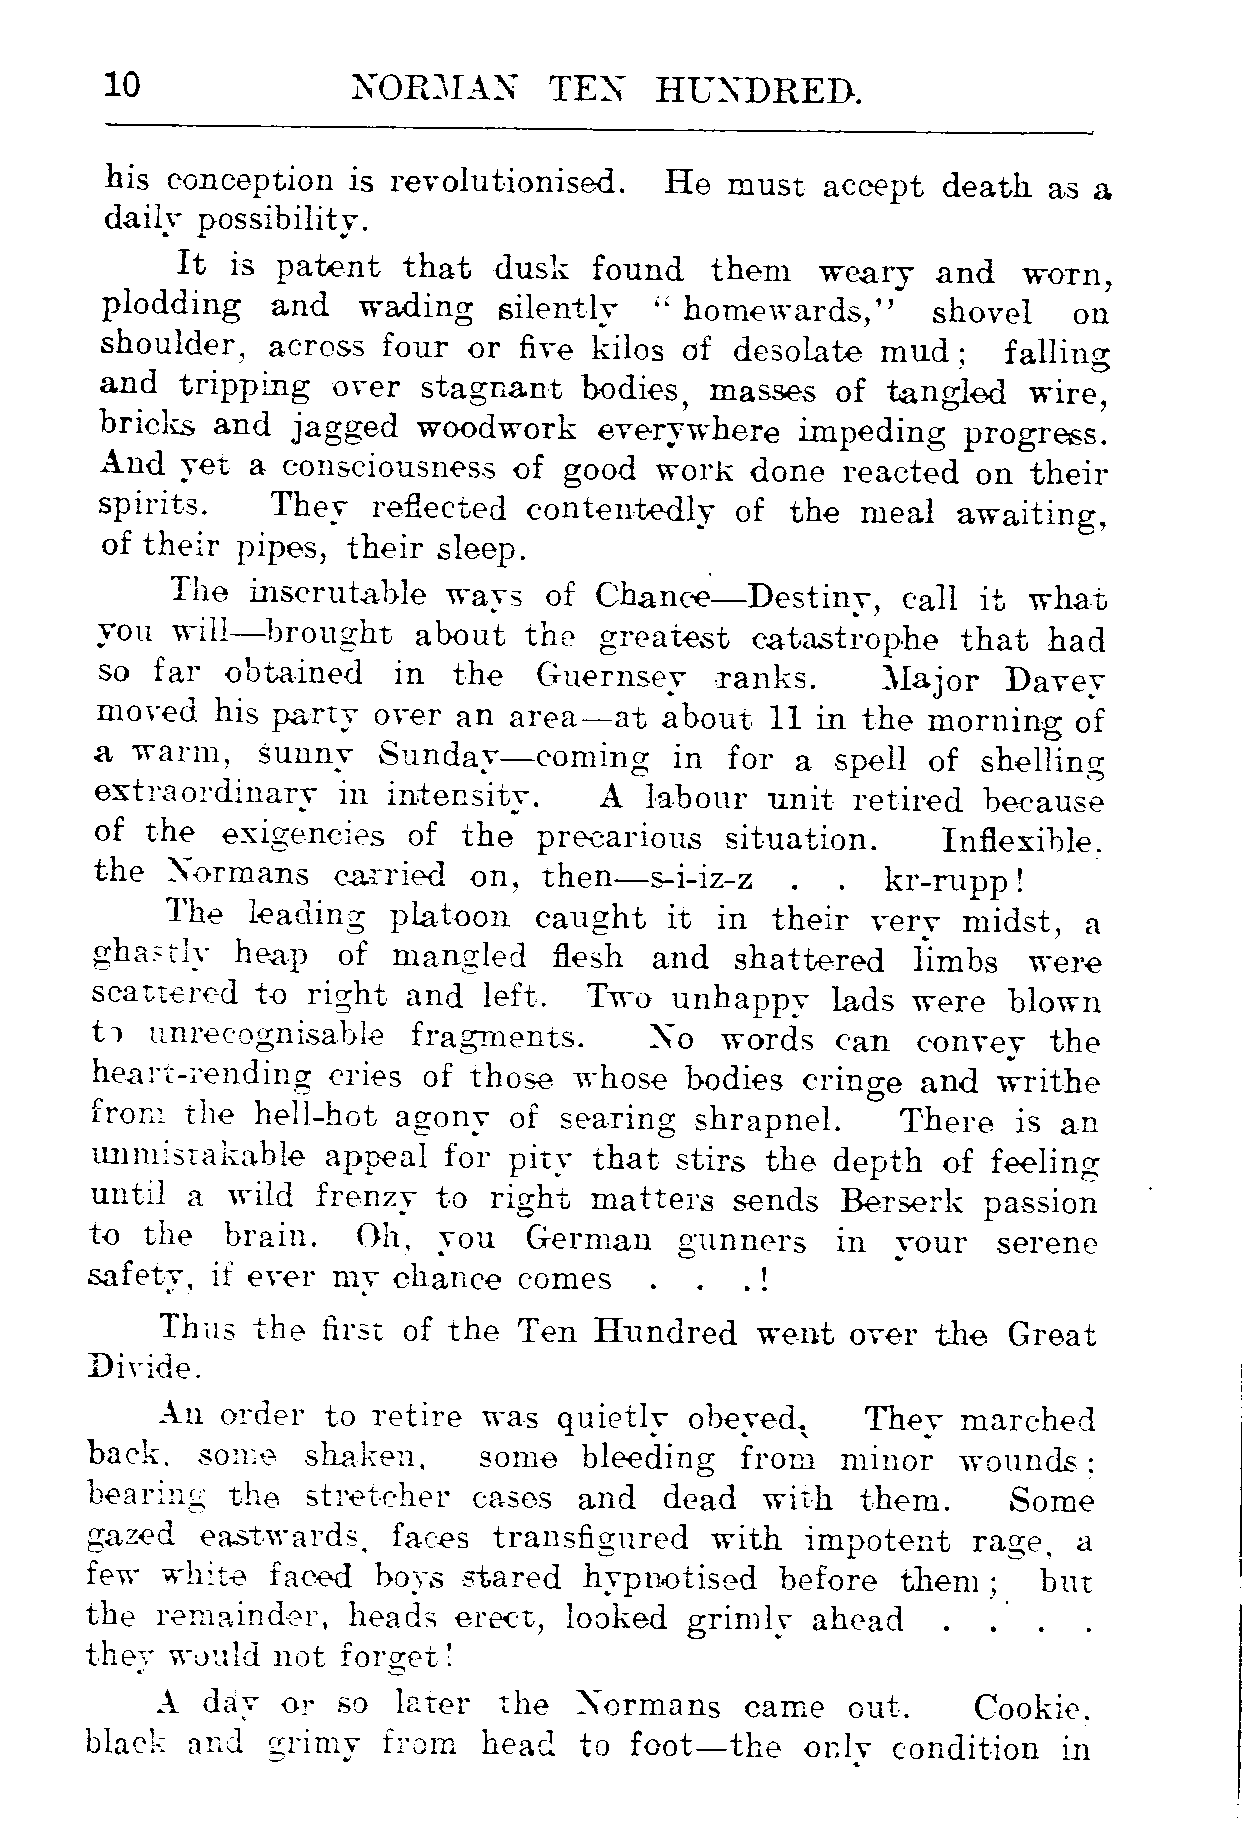 10 NORMAN TEN HUNDRED.
his conception is revolutionised. He must accept death as a
daily possibility.
It is patent that dusk found them weary and worn,
plodding and wading silently “ homewards,” shovel on
shoulder, across four or five kilos of desolate mud; falling
and tripping over stagnant bodies, masses of tangled wire,
bricks and jagged woodwork everywhere impeding progress.
And yet a consciousness of good work done reacted on their
spirits. They reflected contentedly of the meal awaiting,
of their pipes, their sleep.
The inscrutable ways of Chance—Destiny, call it what
you will—brought about the greatest catastrophe that had
so far obtained in the Guernsey ranks. Major Davey
moved his party over an area—at about 11 in the morning of
a warm, sunny Sunday—coming in for a spell of shelling
extraordinary in intensity. A labour unit retired because
of the exigencies of the precarious situation. Inflexible.
the Normans carried on, then—s-i-iz-z . . kr-rupp!
The leading platoon caught it in their very midst, a
ghastly heap of mangled flesh and shattered limbs were
scattered to right and left. Two unhappy lads were blown
to unrecognisable fragments. No words can convey the
heart-rending cries of those whose bodies cringe and writhe
from the hell-hot agony of searing shrapnel. There is an
unmistakable appeal for pity that stirs the depth of feeling
until a wild frenzy to right matters sends Berserk passion
to the brain. Oh, you German gunners in your serene
safety, if ever my chance comes . . .!
Thus the first of the Ten Hundred went over the Great
Divide.
An order to retire was quietly obeyed, They marched
back, some shaken, some bleeding from minor wounds;
bearing the stretcher cases and dead with them. Some
gazed eastwards, faces transfigured with impotent rage, a
few white faced boys stared hypnotised before them; but
the remainder, heads erect, looked grimly ahead . . . .
they would not forget!
A day or so later the Normans came out. Cookie,
black and grimy from head to foot—the only condition in